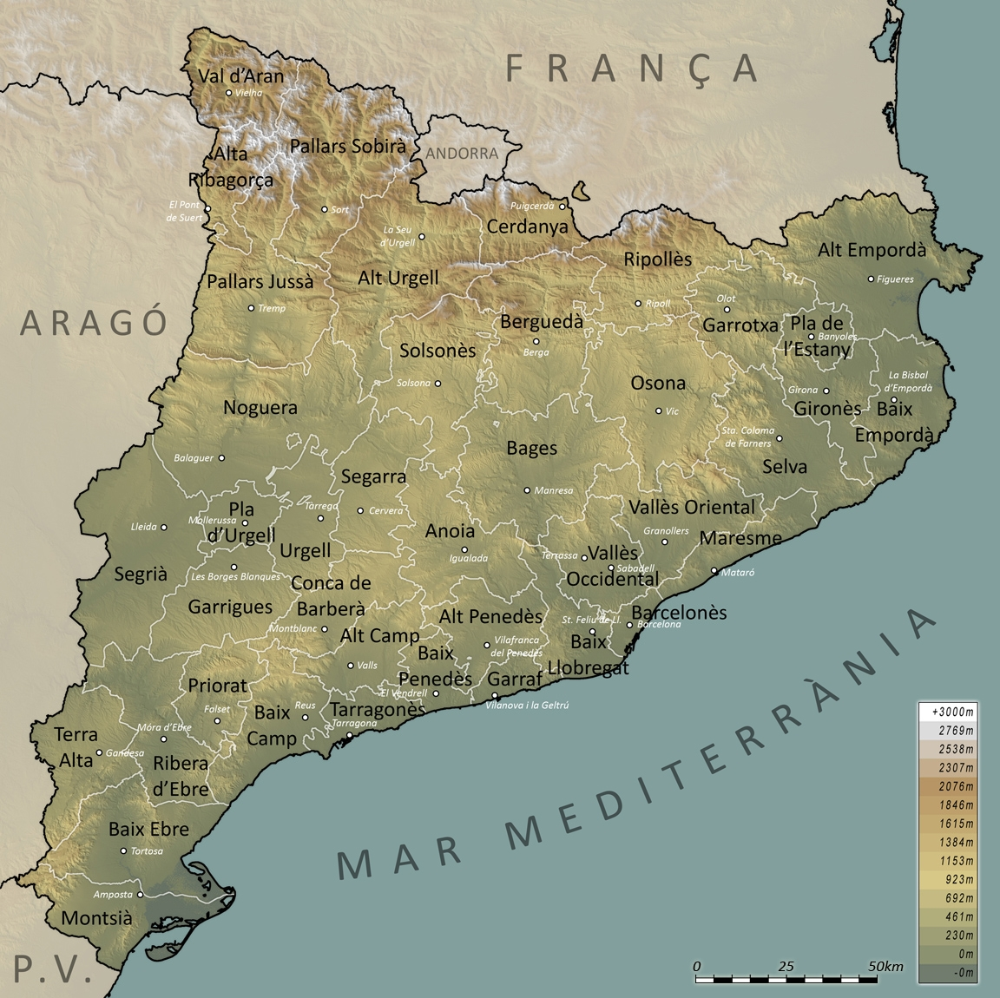 FRANÇA
Val d'Aran
Vielha
Pallars Sobirà
ANDORRA
Alta
Ribagorça
El Pont
de Suert
Sort
Puigcerdà
Cerdanya
La Seu
d'Urgell
Ripollès
Alt Empordà
Figueres
Pallars Jussà
Tremp
Alt Urgell
ARAGÓ
Berguedà
Berga
Ripoll
Olot
Garrotxa
Pla de
Banyoles
l'Estany
Solsonès
Solsona
Osona
Vic
Girona
Gironès
La Bisbal
d'Empordà
Baix
Empordà
Noguera
Balaguer
Bages
Manresa
Sta. Coloma
de Farners
Selva
Segarra
Cervera
Tàrrega
Pla
Mollerussa
d'Urgell
Lleida
Urgell
Anoia
Igualada
Vallès Oriental
Granollers
Maresme
Mataró
Terrassa
Vallès
Sabadell
Occidental
Segrià
Les Borges Blanques
Garrigues
Conca de
Barberà
Montblanc
Alt Camp
Valls
Alt Penedès
Vilafranca
del Penedès
Barcelonès
Barcelona
St. Feliu de Ll.
Baix
Llobregat
Baix
Penedès
El Vendrell
Garraf
Vilanova i la Geltrú
Priorat
Falset
Baix
Camp
Reus
Tarragonès
Tarragona
Terra
Alta
Gandesa
Móra d'Ebre
Ribera
d'Ebre
Baix Ebre
Tortosa
Amposta
Montsià
P.V.
MAR MEDITERRÀNIA
+3000m
2769m
2538m
2307m
2076m
1846m
1615m
1384m
1153m
923m
692m
461m
230m
0m
-0m
0 25 50km